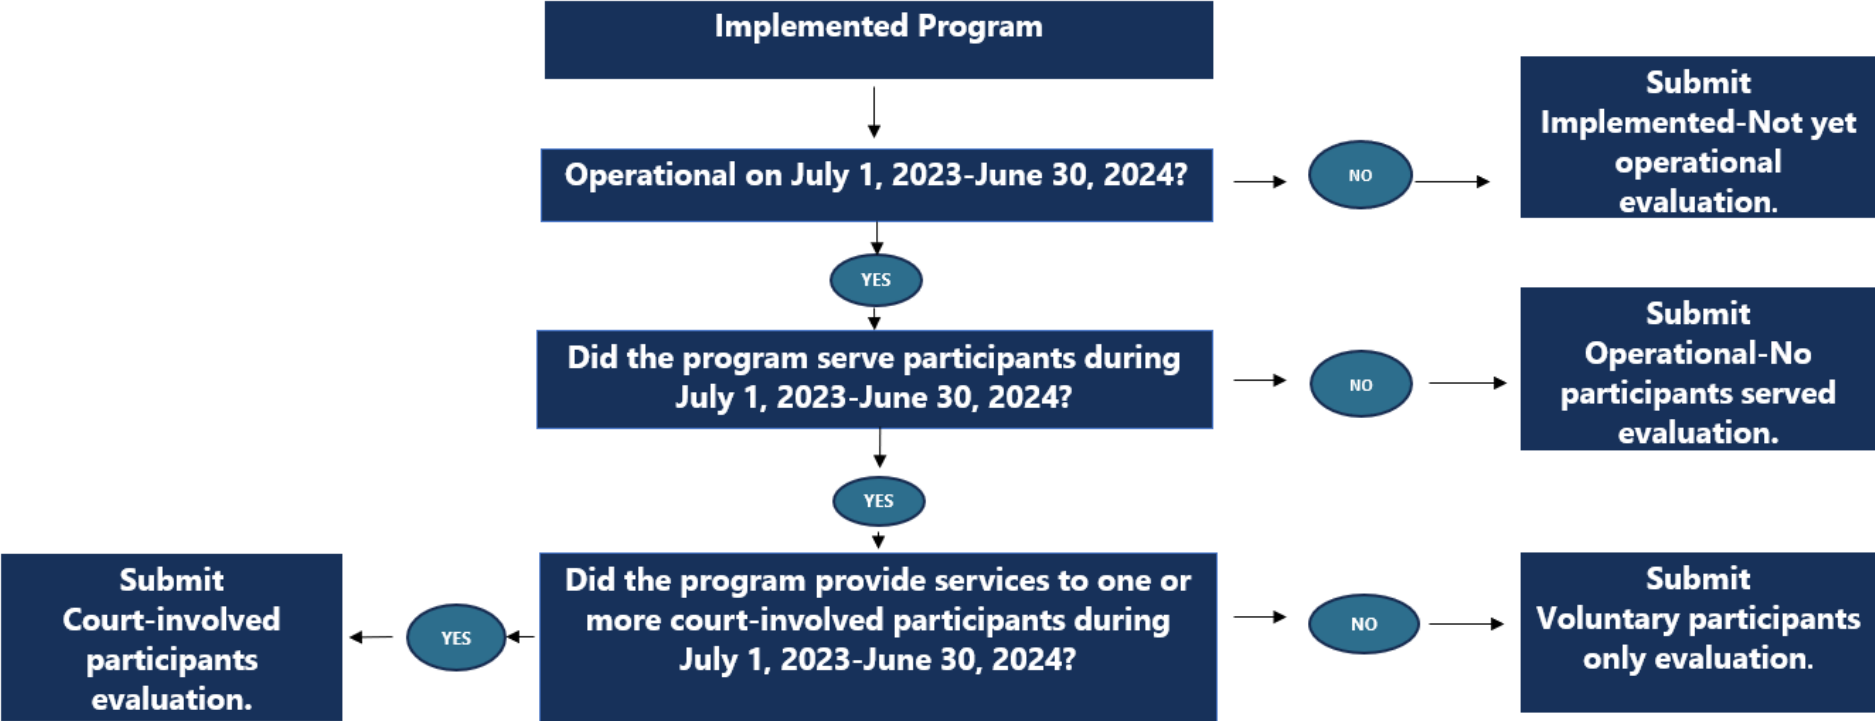 Implemented Program
Operational on July 1, 2023-June 30, 2024?
NO
Submit
Implemented-Not yet
operational
evaluation.
YES
Did the program serve participants during
July 1, 2023-June 30, 2024?
NO
Submit
Operational-No
participants served
evaluation.
YES
Did the program provide services to one or
more court-involved participants during
July 1, 2023-June 30, 2024?
NO
Submit
Voluntary participants
only evaluation.
YES
Submit
Court-involved
participants
evaluation.